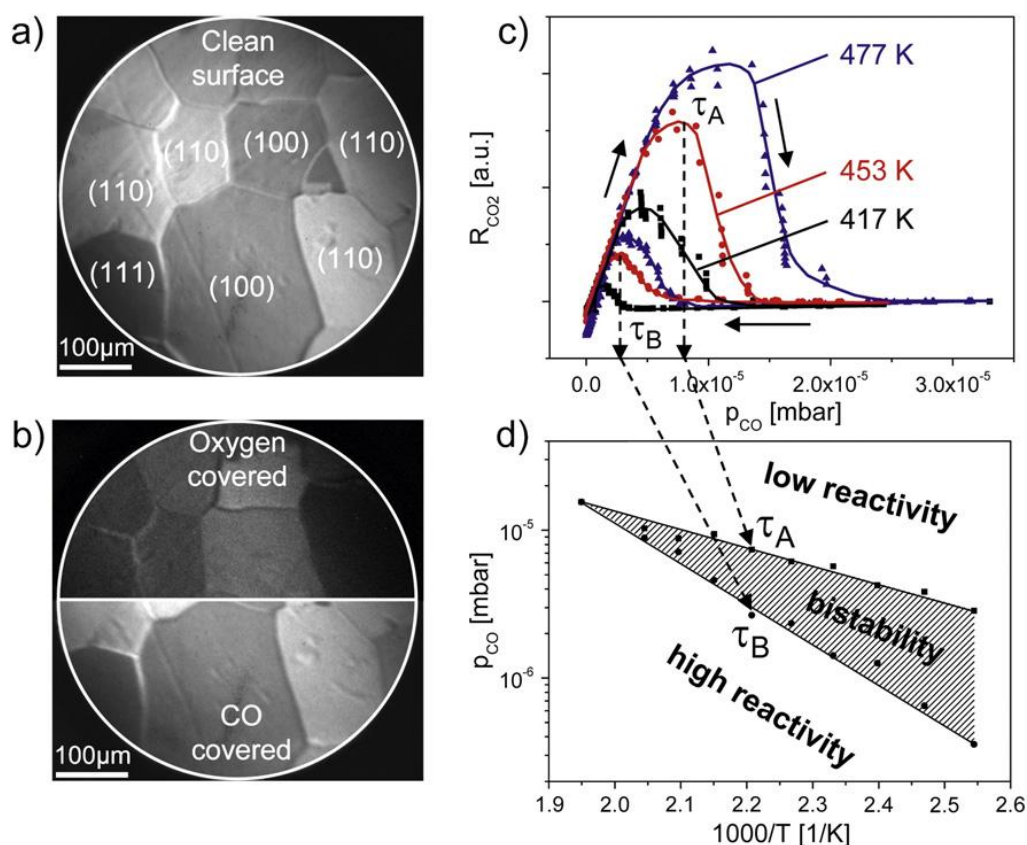 a)
Clean
surface
(110)
(100)
(110)
(110)
(111)
(100)
(110)
100µm
b)
Oxygen
covered
CO
covered
100µm
c)
R_CO2 [a.u.]
477 K
τ_A
453 K
417 K
τ_B
0.0
1.0x10^-5
2.0x10^-5
3.0x10^-5
p_CO [mbar]
d)
p_CO [mbar]
10^-5
10^-6
low reactivity
τ_A
bistability
τ_B
high reactivity
1.9
2.0
2.1
2.2
2.3
2.4
2.5
2.6
1000/T [1/K]